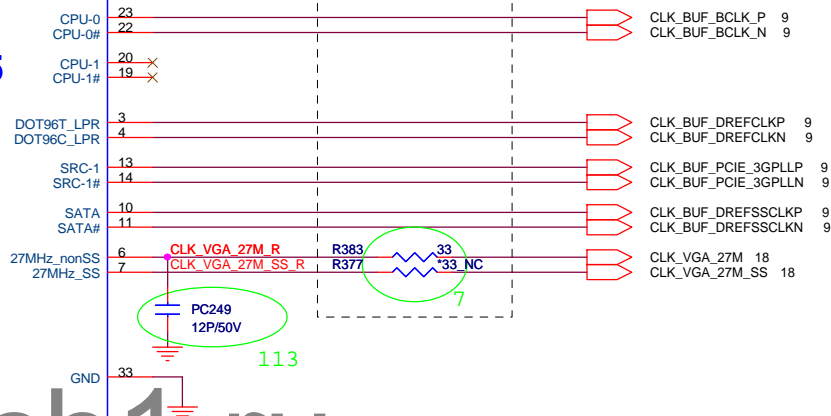 CPU-0 23 CLK_BUF_BCLK_P 9
CPU-0# 22 CLK_BUF_BCLK_N 9
CPU-1 20
CPU-1# 19
DOT96T_LPR 3 CLK_BUF_DREFCLKP 9
DOT96C_LPR 4 CLK_BUF_DREFCLKN 9
SRC-1 13 CLK_BUF_PCIE_3GPLLP 9
SRC-1# 14 CLK_BUF_PCIE_3GPLLN 9
SATA 10 CLK_BUF_DREFSSCLKP 9
SATA# 11 CLK_BUF_DREFSSCLKN 9
27MHz_nonSS 6 CLK_VGA_27M_R R383 33 CLK_VGA_27M 18
27MHz_SS 7 CLK_VGA_27M_SS_R R377 *33_NC CLK_VGA_27M_SS 18
7
PC249
12P/50V
113
GND 33